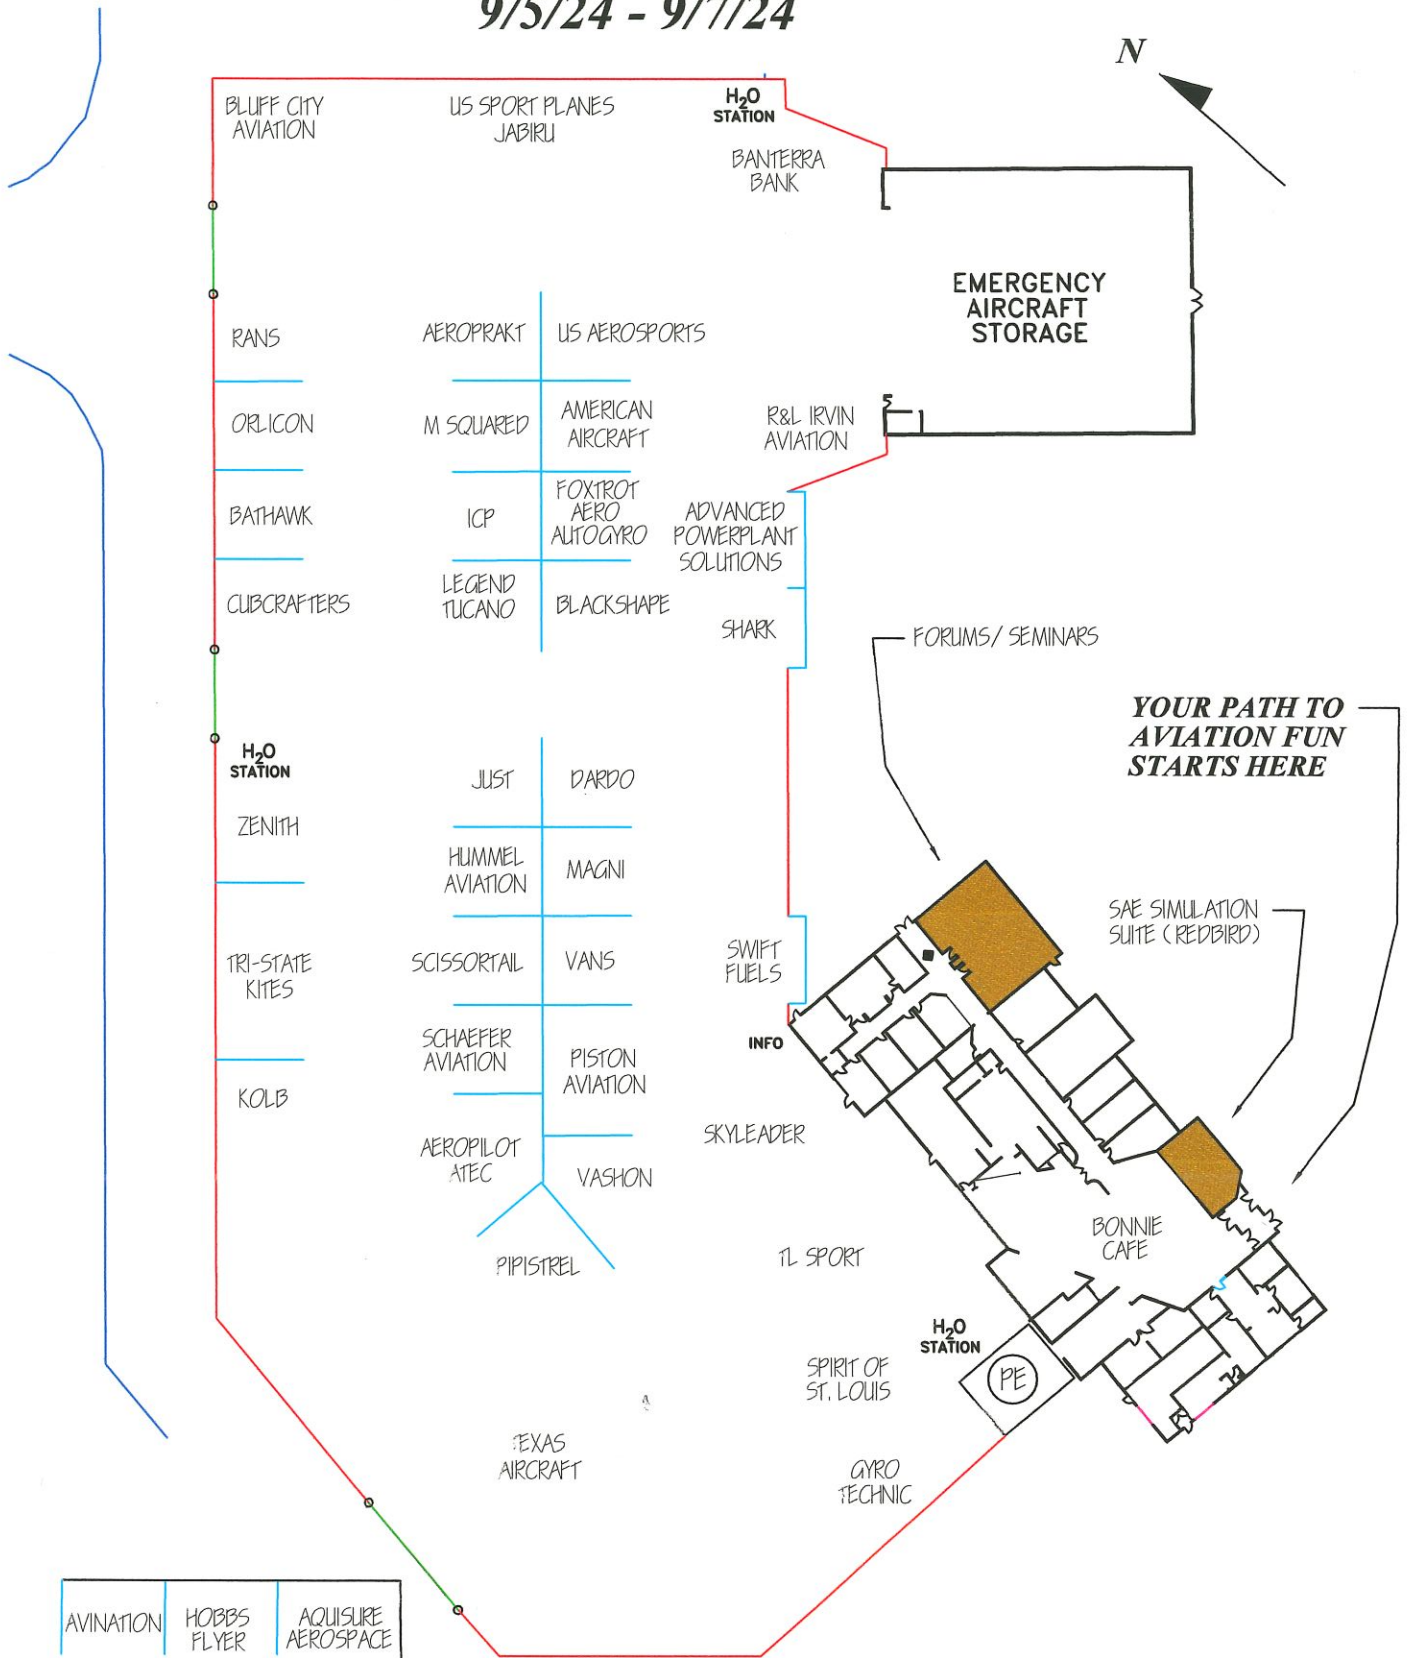 9/5/24 - 9/7/24
N
BLUFF CITY
AVIATION
US SPORT PLANES
JABIRU
H2O
STATION
BANTERRA
BANK
EMERGENCY
AIRCRAFT
STORAGE
RANS
AEROPRAKT
US AEROSPORTS
ORLICON
M SQUARED
AMERICAN
AIRCRAFT
R&L IRVIN
AVIATION
BATHAWK
ICP
FOXTROT
AERO
AUTOGYRO
ADVANCED
POWERPLANT
SOLUTIONS
CUBCRAFTERS
LEGEND
TUCANO
BLACKSHAPE
SHARK
FORUMS/ SEMINARS
YOUR PATH TO
AVIATION FUN
STARTS HERE
H2O
STATION
JUST
DARDO
ZENITH
HUMMEL
AVIATION
MAGNI
SAE SIMULATION
SUITE (REDBIRD)
TRI-STATE
KITES
SCISSORTAIL
VANS
SWIFT
FUELS
SCHAEFER
AVIATION
PISTON
AVIATION
INFO
KOLB
AEROPILOT
ATEC
VASHON
SKYLEADER
PIPISTREL
TL SPORT
BONNIE
CAFE
H2O
STATION
SPIRIT OF
ST. LOUIS
PE
TEXAS
AIRCRAFT
GYRO
TECHNIC
AVINATION
HOBBS
FLYER
AQUISURE
AEROSPACE